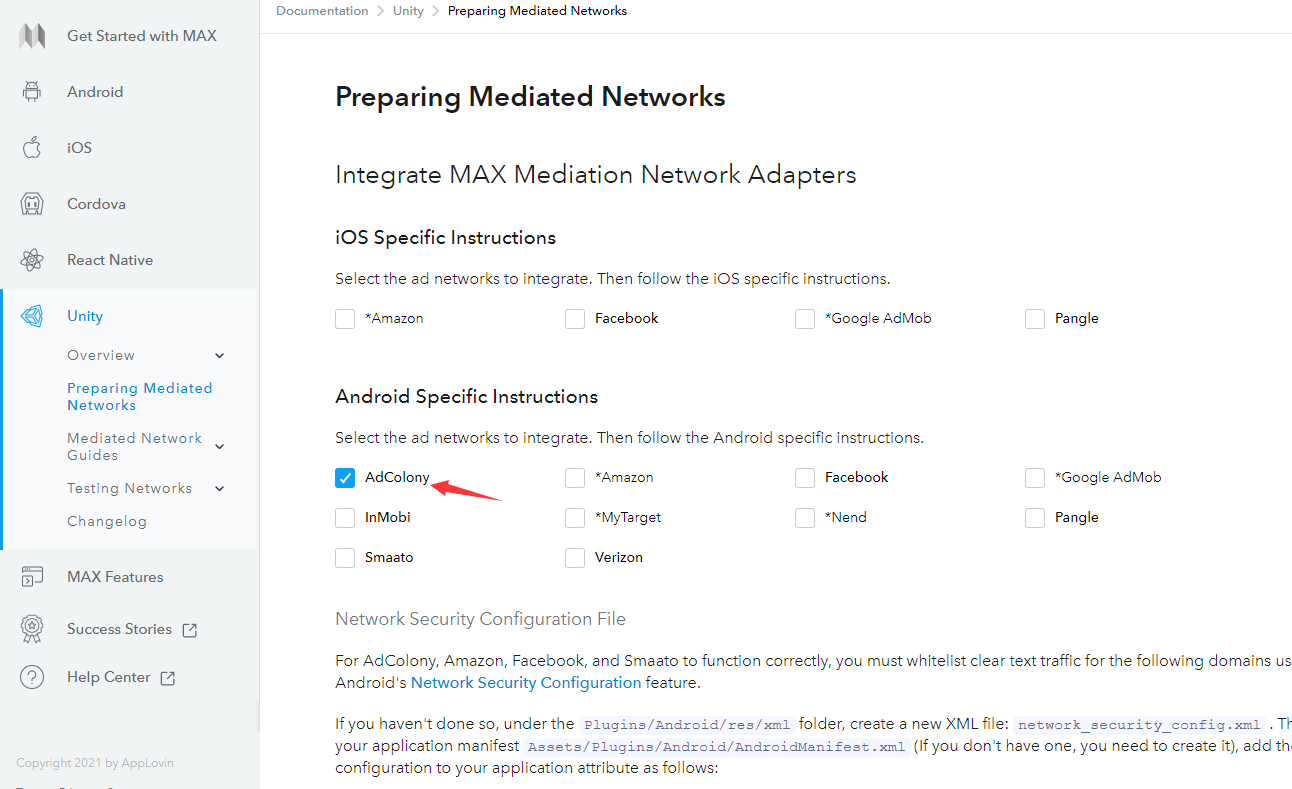 Documentation > Unity > Preparing Mediated Networks
Get Started with MAX
Android
iOS
Cordova
React Native
Unity
Overview
Preparing Mediated
Networks
Mediated Network
Guides
Testing Networks
Changelog
MAX Features
Success Stories
Help Center
Copyright 2021 by AppLovin
Preparing Mediated Networks
Integrate MAX Mediation Network Adapters
iOS Specific Instructions
Select the ad networks to integrate. Then follow the iOS specific instructions.
*Amazon Facebook *Google AdMob Pangle
Android Specific Instructions
Select the ad networks to integrate. Then follow the Android specific instructions.
AdColony *Amazon Facebook *Google AdMob
InMobi *MyTarget *Nend Pangle
Smaato Verizon
Network Security Configuration File
For AdColony, Amazon, Facebook, and Smaato to function correctly, you must whitelist clear text traffic for the following domains us
Android's Network Security Configuration feature.
If you haven't done so, under the Plugins/Android/res/xml folder, create a new XML file: network_security_config.xml . Th
your application manifest Assets/Plugins/Android/AndroidManifest.xml (If you don't have one, you need to create it), add the
configuration to your application attribute as follows: